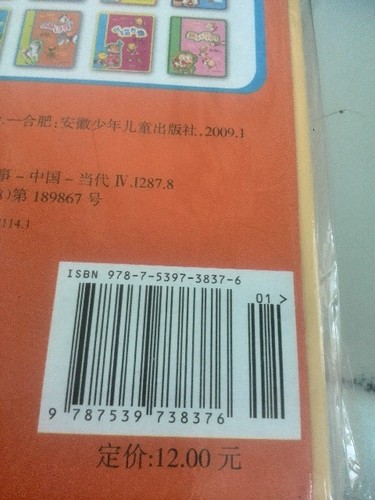 .—合肥:安徽少年儿童出版社,2009.1
事－中国－当代 Ⅳ.I287.8
)第 189867 号
114.1
ISBN 978-7-5397-3837-6
01 >
9 787539 738376
定价:12.00 元